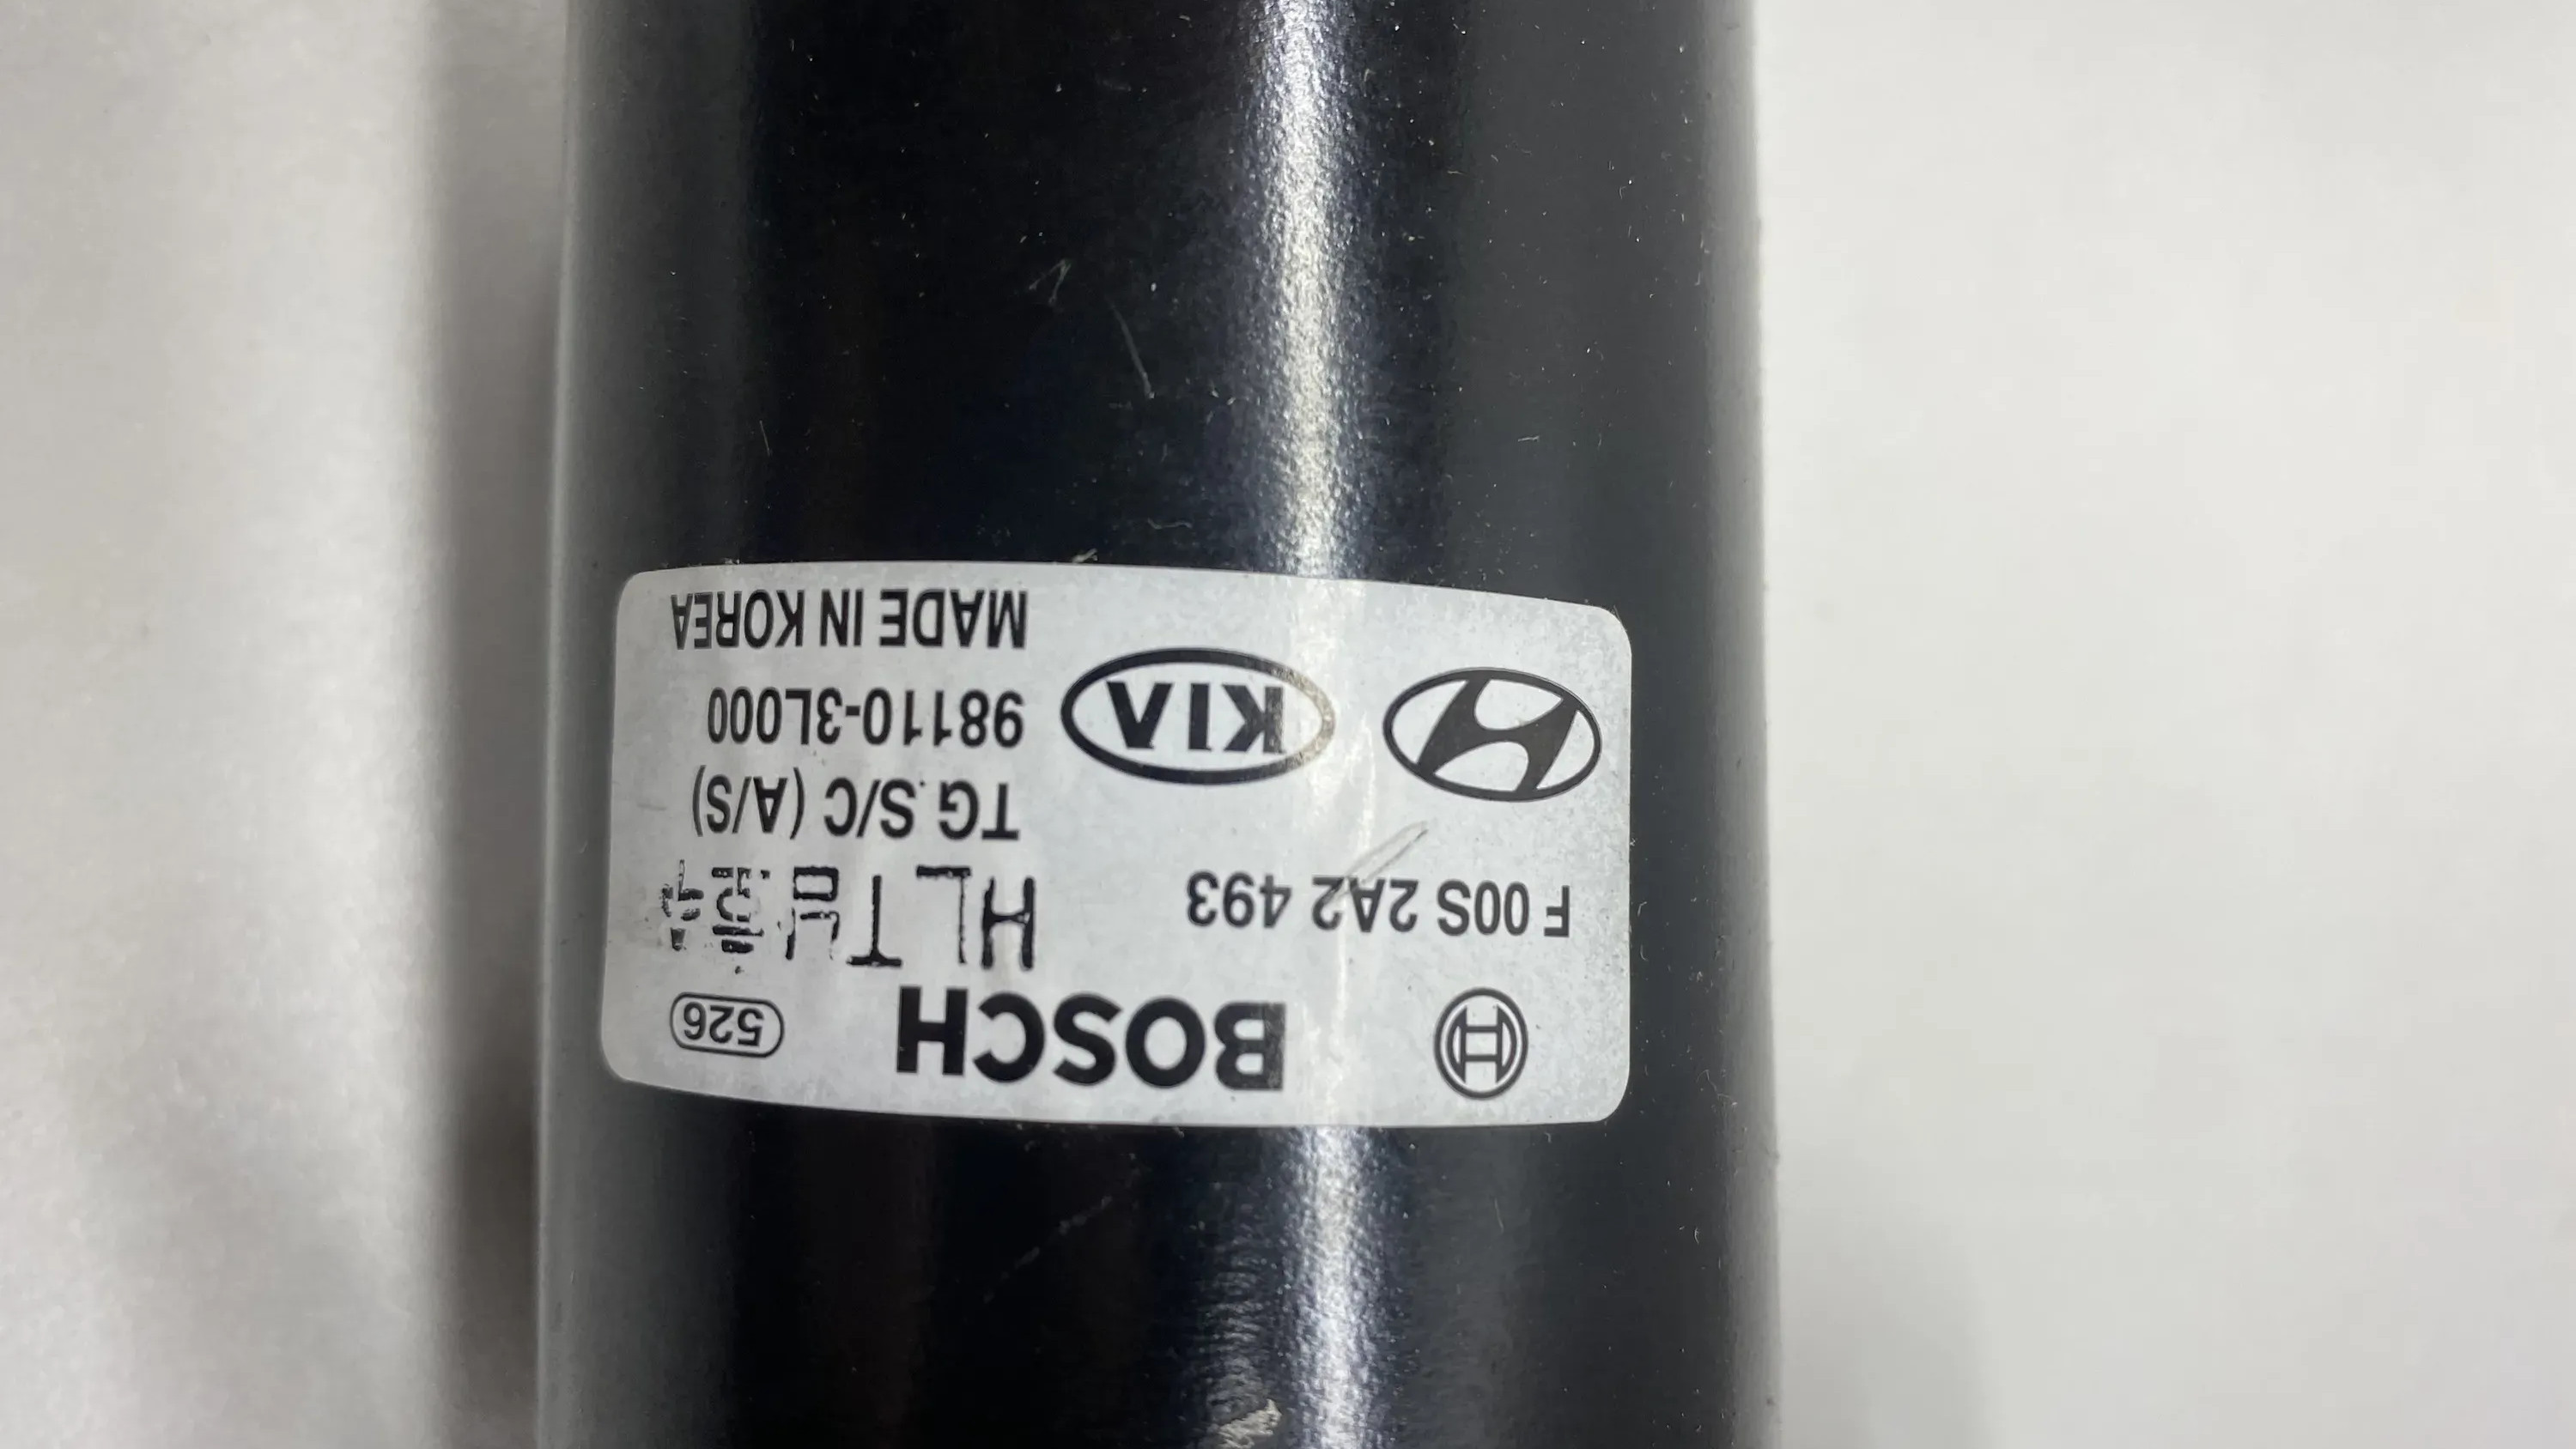 BOSCH 526
F 00S 2A2 493
TG S/C (A/S)
KIA 98110-3L000
MADE IN KOREA